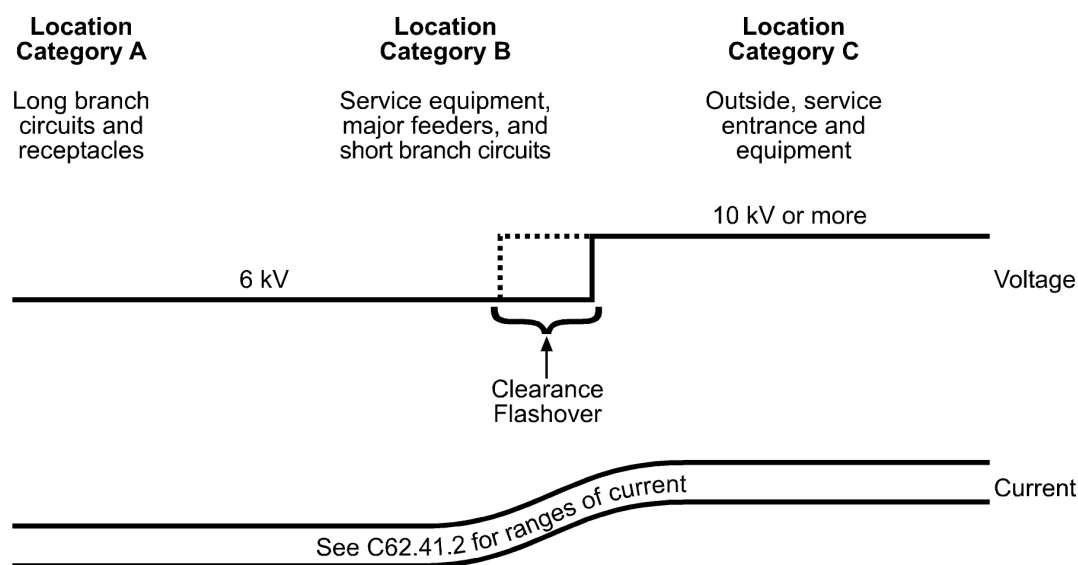 Location
Category A
Location
Category B
Location
Category C
Long branch
circuits and
receptacles
Service equipment,
major feeders, and
short branch circuits
Outside, service
entrance and
equipment
10 kV or more
6 kV
Voltage
Clearance
Flashover
Current
See C62.41.2 for ranges of current